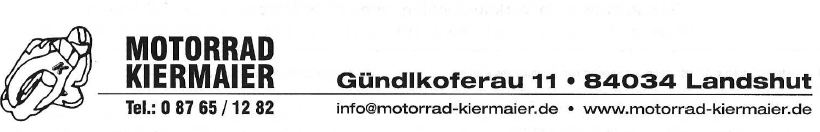 MOTORRAD
KIERMAIER
Gündlkoferau 11 • 84034 Landshut
Tel.: 0 87 65 / 12 82
info@motorrad-kiermaier.de • www.motorrad-kiermaier.de
K